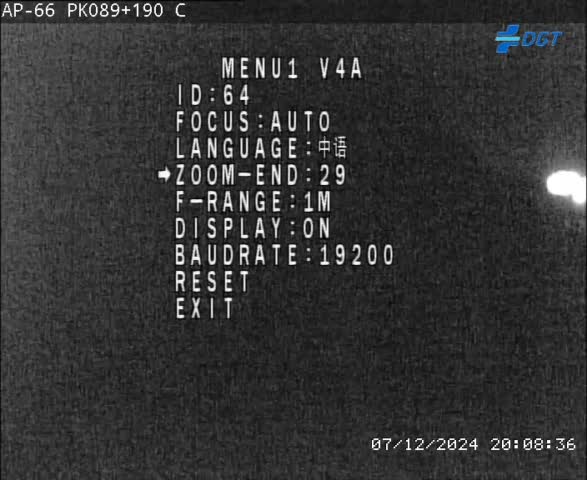 AP-66 PK089+190 C
DGT
MENU1 V4A
ID:64
FOCUS:AUTO
LANGUAGE:中语
ZOOM-END:29
F-RANGE:1M
DISPLAY:ON
BAUDRATE:19200
RESET
EXIT
07/12/2024 20:08:36